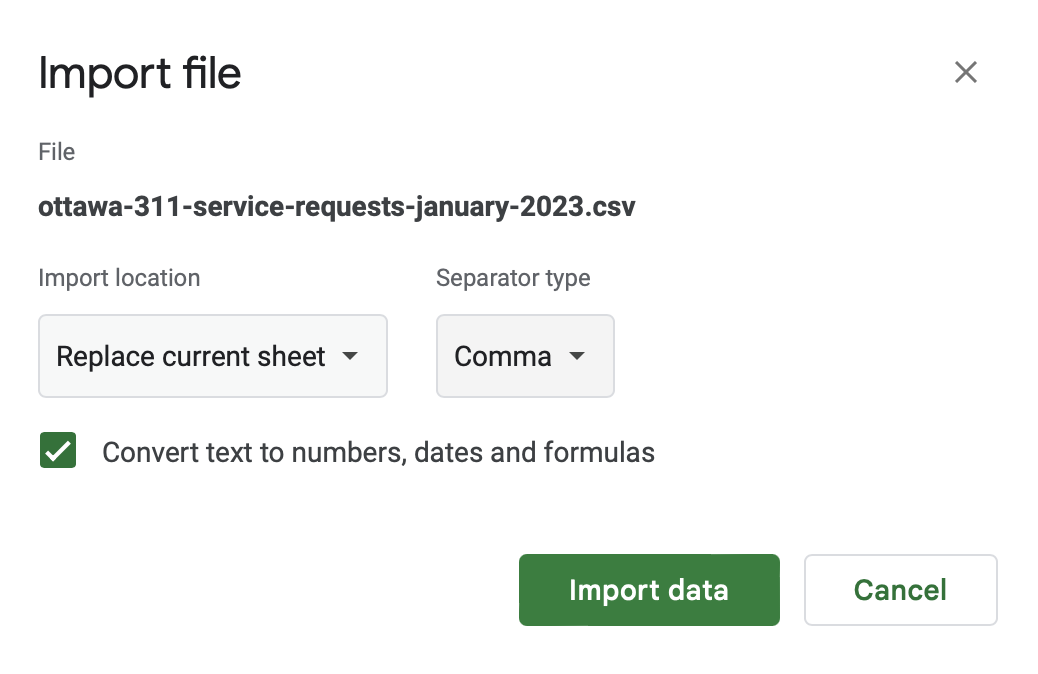 Import file
File
ottawa-311-service-requests-january-2023.csv
Import location
Separator type
Replace current sheet
Comma
Convert text to numbers, dates and formulas
Import data
Cancel